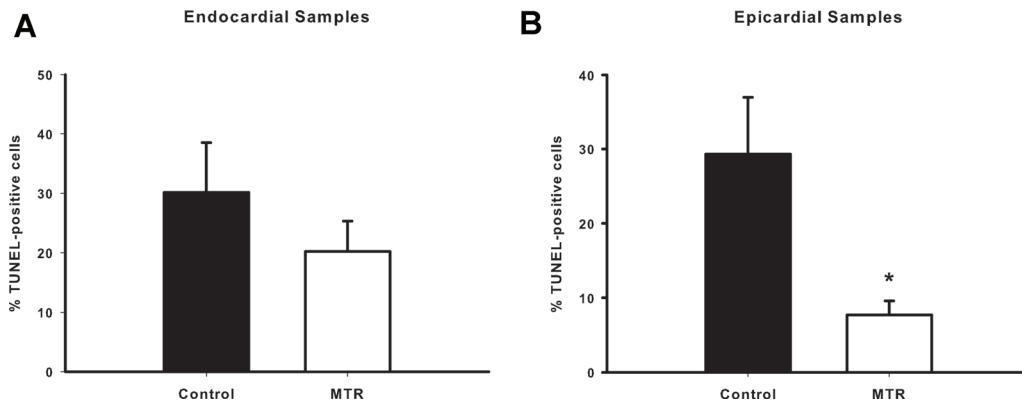 A
Endocardial Samples
% TUNEL-positive cells
50
40
30
20
10
0
Control
MTR
B
Epicardial Samples
% TUNEL-positive cells
40
30
20
10
0
*
Control
MTR